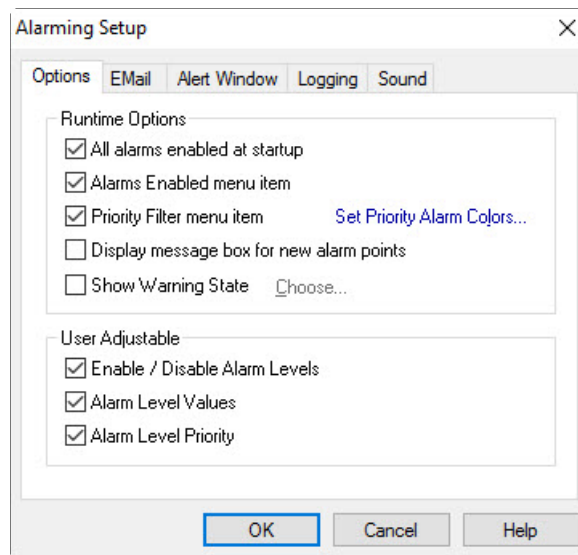 Alarming Setup
Options EMail Alert Window Logging Sound
Runtime Options
All alarms enabled at startup
Alarms Enabled menu item
Priority Filter menu item Set Priority Alarm Colors...
Display message box for new alarm points
Show Warning State Choose...
User Adjustable
Enable / Disable Alarm Levels
Alarm Level Values
Alarm Level Priority
OK Cancel Help